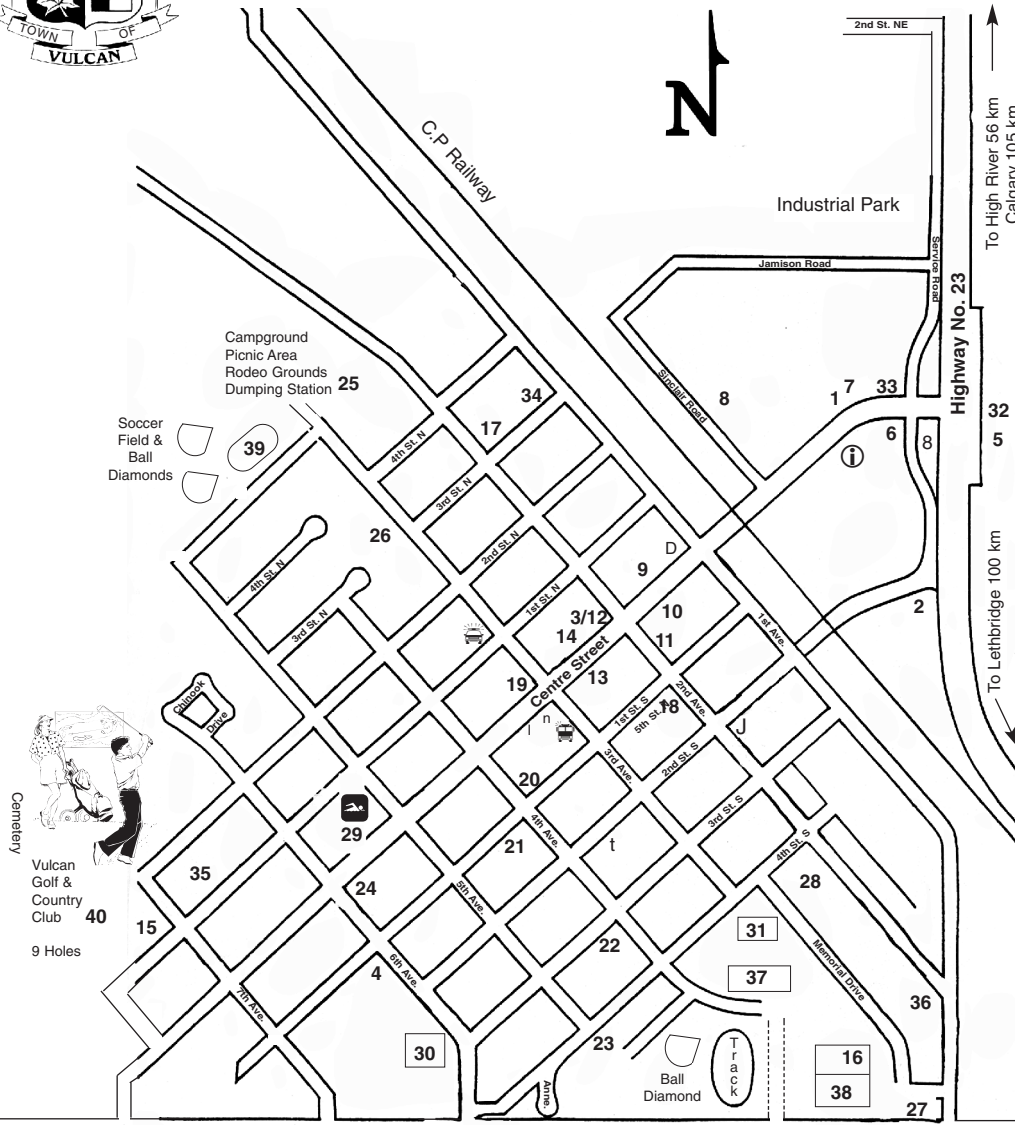 TOWN OF
VULCAN
2nd St. NE
N
To High River 56 km
Calgary 105 km
C.P Railway
Industrial Park
Jamison Road
Service Road
Highway No. 23
Sinclair Road
Campground
Picnic Area
Rodeo Grounds
Dumping Station 25
Soccer
Field &
Ball
Diamonds
39
34
17
8
1
7
33
6
8
i
32
5
To Lethbridge 100 km
2
4th St. N
3rd St. N
2nd St. N
1st St. N
26
4th St. N
3rd St. N
D
9
10
11
3/12
14
Centre Street
13
19
1st Ave.
2nd Ave.
1st St. S
5th St.
18
J
n
l
20
3rd Ave.
2nd St. S
3rd St. S
4th St. S
Chinook
Drive
Cemetery
29
4th Ave.
21
t
28
35
24
5th Ave.
Vulcan
Golf &
Country
Club 40
9 Holes
15
4
6th Ave.
22
31
37
Memorial Drive
36
7th Ave.
30
23
Anne.
Ball
Diamond
Track
16
38
27